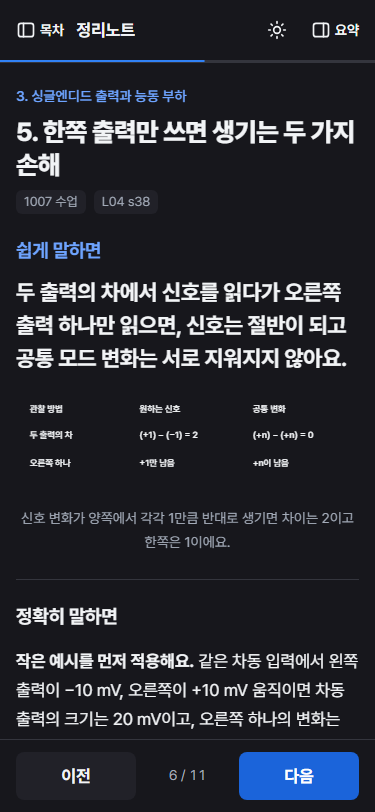 목차 정리노트 요약
3. 싱글엔디드 출력과 능동 부하
5. 한쪽 출력만 쓰면 생기는 두 가지
손해
1007 수업 L04 s38
쉽게 말하면
두 출력의 차에서 신호를 읽다가 오른쪽
출력 하나만 읽으면, 신호는 절반이 되고
공통 모드 변화는 서로 지워지지 않아요.
관찰 방법 원하는 신호 공통 변화
두 출력의 차 (+1) − (−1) = 2 (+n) − (+n) = 0
오른쪽 하나 +1만 남음 +n이 남음
신호 변화가 양쪽에서 각각 1만큼 반대로 생기면 차이는 2이고
한쪽은 1이에요.
정확히 말하면
작은 예시를 먼저 적용해요. 같은 차동 입력에서 왼쪽
출력이 −10 mV, 오른쪽이 +10 mV 움직이면 차동
출력의 크기는 20 mV이고, 오른쪽 하나의 변화는
이전 6 / 11 다음